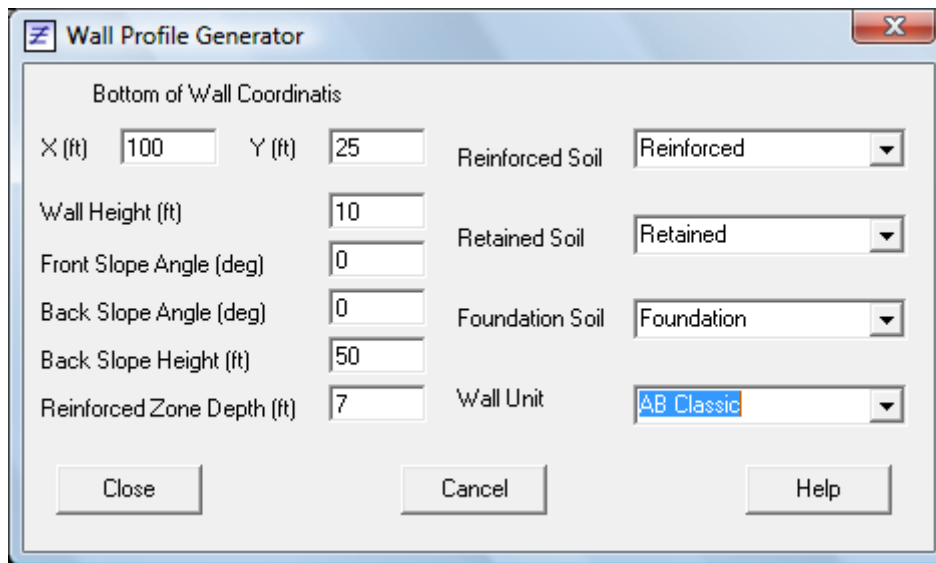 Wall Profile Generator
Bottom of Wall Coordinatis
X (ft) 100 Y (ft) 25
Reinforced Soil Reinforced
Wall Height (ft) 10
Retained Soil Retained
Front Slope Angle (deg) 0
Back Slope Angle (deg) 0
Foundation Soil Foundation
Back Slope Height (ft) 50
Reinforced Zone Depth (ft) 7
Wall Unit AB Classic
Close Cancel Help